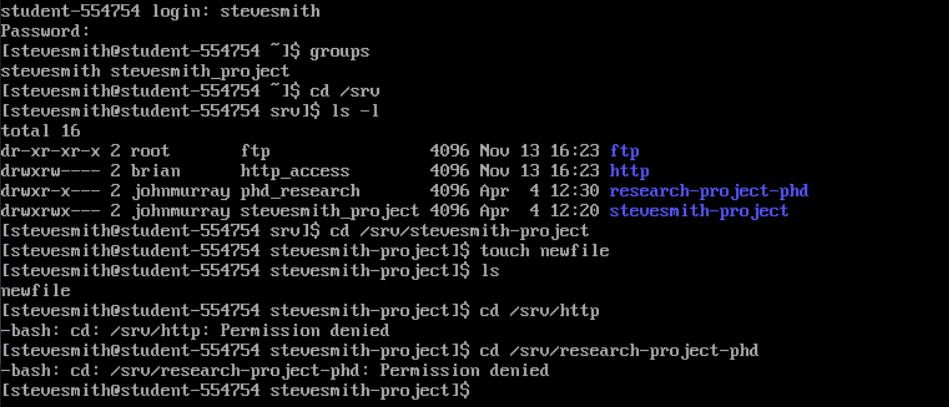 student-554754 login: stevesmith
Password:
[stevesmith@student-554754 ~]$ groups
stevesmith stevesmith_project
[stevesmith@student-554754 ~]$ cd /srv
[stevesmith@student-554754 srv]$ ls -l
total 16
dr-xr-xr-x 2 root       ftp                4096 Nov 13 16:23 ftp
drwxrw---- 2 brian      http_access        4096 Nov 13 16:23 http
drwxr-x--- 2 johnmurray phd_research       4096 Apr  4 12:30 research-project-phd
drwxrwx--- 2 johnmurray stevesmith_project 4096 Apr  4 12:20 stevesmith-project
[stevesmith@student-554754 srv]$ cd /srv/stevesmith-project
[stevesmith@student-554754 stevesmith-project]$ touch newfile
[stevesmith@student-554754 stevesmith-project]$ ls
newfile
[stevesmith@student-554754 stevesmith-project]$ cd /srv/http
-bash: cd: /srv/http: Permission denied
[stevesmith@student-554754 stevesmith-project]$ cd /srv/research-project-phd
-bash: cd: /srv/research-project-phd: Permission denied
[stevesmith@student-554754 stevesmith-project]$